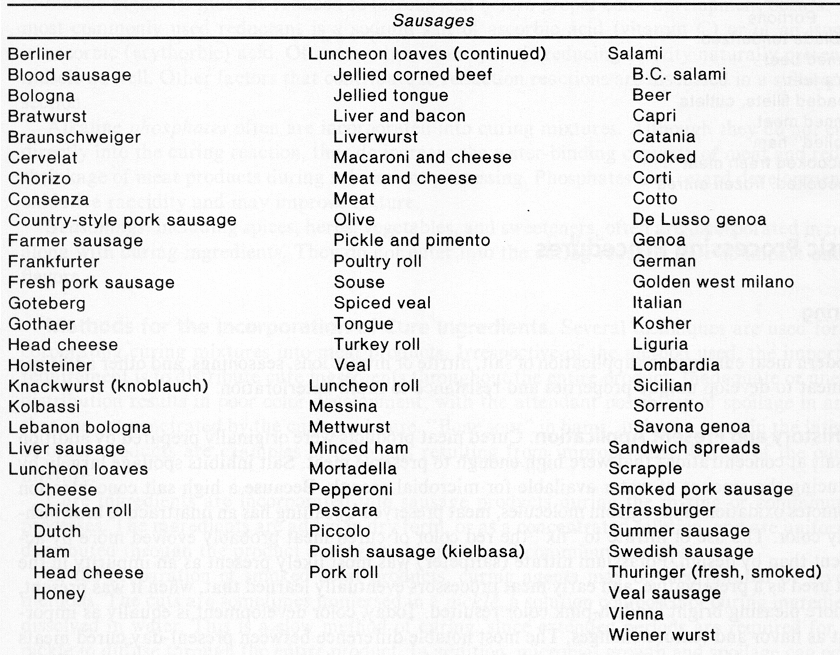 Sausages
Berliner
Blood sausage
Bologna
Bratwurst
Braunschweiger
Cervelat
Chorizo
Consenza
Country-style pork sausage
Farmer sausage
Frankfurter
Fresh pork sausage
Goteberg
Gothaer
Head cheese
Holsteiner
Knackwurst (knoblauch)
Kolbassi
Lebanon bologna
Liver sausage
Luncheon loaves
Cheese
Chicken roll
Dutch
Ham
Head cheese
Honey
Luncheon loaves (continued)
Jellied corned beef
Jellied tongue
Liver and bacon
Liver
Macaroni and cheese
Meat and cheese
Meat
Olive
Pickle and pimento
Poultry roll
Souse
Spiced veal
Tongue
Turkey roll
Veal
Luncheon roll
Messina
Mettwurst
Minced ham
Mortadella
Pepperoni
Pescara
Piccolo
Polish sausage (kielbasa)
Pork roll
Salami
B.C. salami
Beer
Capri
Catania
Cooked
Corti
Cotto
De Lusso genoa
Genoa
German
Golden west milano
Italian
Kosher
Liguria
Lombardia
Sicilian
Sorrento
Savona genoa
Sandwich spreads
Scrapple
Smoked pork sausage
Strassburger
Summer sausage
Swedish sausage
Thuringer (fresh, smoked)
Veal sausage
Vienna
Wiener wurst